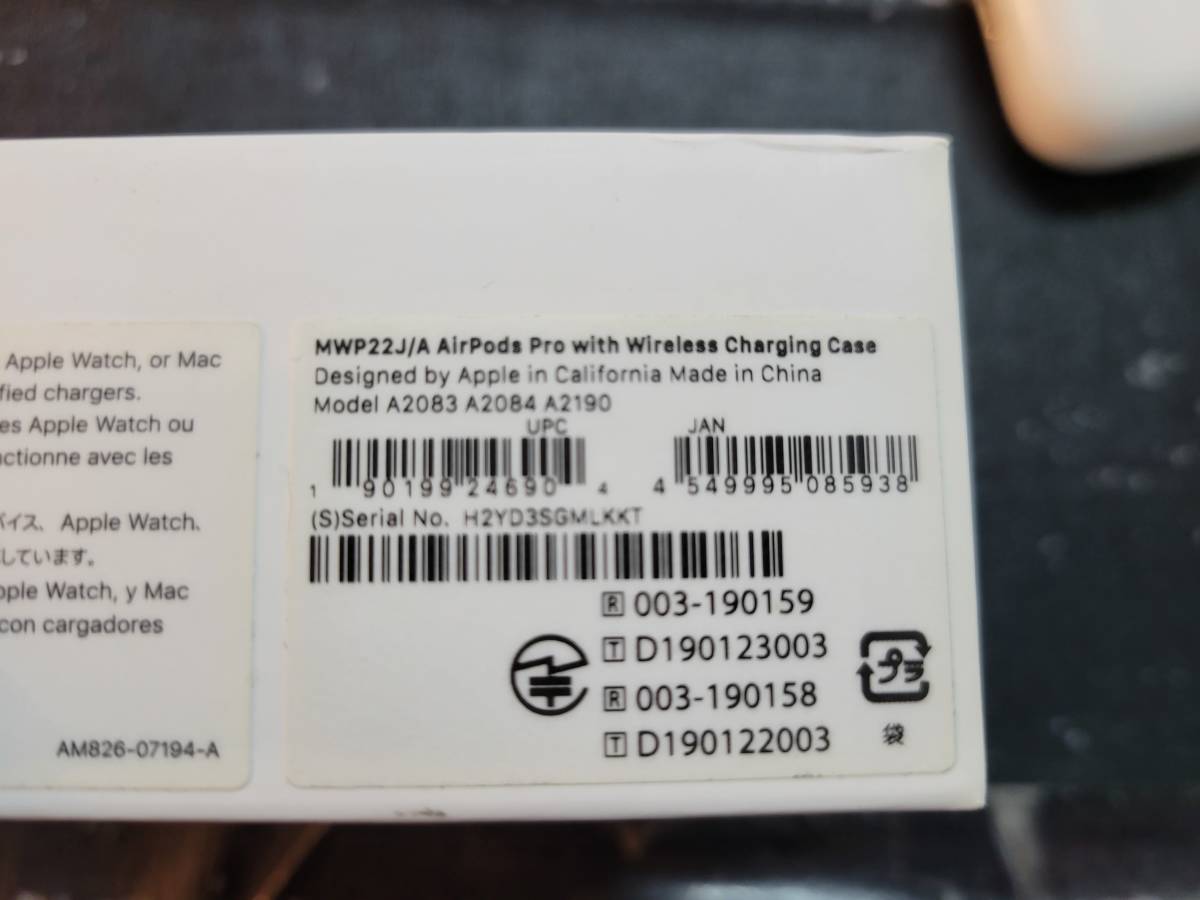 Apple Watch, or Mac
fied chargers.
es Apple Watch ou
nctionne avec les
バイス、Apple Watch、
しています。
pple Watch, y Mac
con cargadores
AM826-07194-A
MWP22J/A AirPods Pro with Wireless Charging Case
Designed by Apple in California Made in China
Model A2083 A2084 A2190
UPC JAN
1 90199 24690 4 4 549995 085938
(S)Serial No. H2YD3SGMLKKT
R 003-190159
T D190123003
R 003-190158
T D190122003
プラ
袋